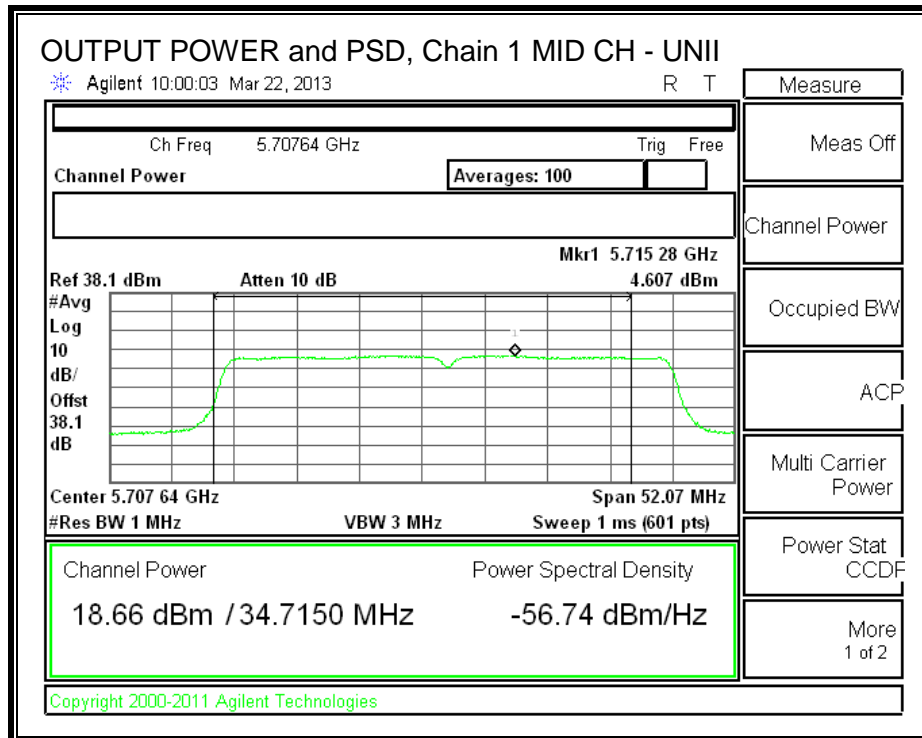 OUTPUT POWER and PSD, Chain 1 MID CH - UNII
Agilent 10:00:03 Mar 22, 2013 R T
Measure
Ch Freq 5.70764 GHz Trig Free
Channel Power Averages: 100
Mkr1 5.715 28 GHz
Ref 38.1 dBm Atten 10 dB 4.607 dBm
#Avg
Log
10
dB/
Offst
38.1
dB
1
Center 5.707 64 GHz Span 52.07 MHz
#Res BW 1 MHz VBW 3 MHz Sweep 1 ms (601 pts)
Channel Power Power Spectral Density
18.66 dBm / 34.7150 MHz -56.74 dBm/Hz
Meas Off
Channel Power
Occupied BW
ACP
Multi Carrier
Power
Power Stat
CCDF
More
1 of 2
Copyright 2000-2011 Agilent Technologies